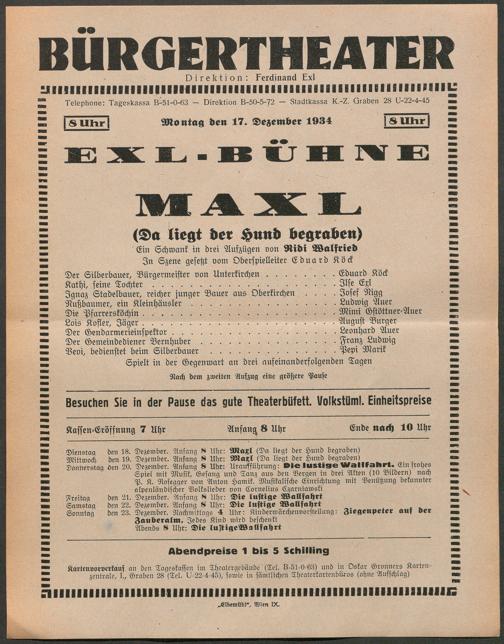 BÜRGERTHEATER
Direktion: Ferdinand Exl
Telephone: Tageskassa B-51-0-63 — Direktion B-50-5-72 — Stadtkassa K.-Z. Graben 28 U-22-4-45
8 Uhr Montag den 17. Dezember 1934 8 Uhr
EXL-BÜHNE
MAXL
(Da liegt der Hund begraben)
Ein Schwank in drei Aufzügen von Ridi Walfried
In Szene gesetzt vom Oberspielleiter Eduard Köck
Der Silberbauer, Bürgermeister von Unterkirchen . . . . . . . . Eduard Köck
Kathi, seine Tochter . . . . . . . . Ilse Exl
Ignaz Stadelbauer, reicher junger Bauer aus Oberkirchen . . . . . . . . Josef Nigg
Nußbaumer, ein Kleinhäusler . . . . . . . . Ludwig Auer
Die Pfarrersköchin . . . . . . . . Mimi Gstöttner-Auer
Lois Kofler, Jäger . . . . . . . . August Burger
Der Gendarmerieinspektor . . . . . . . . Leonhard Auer
Der Gemeindediener Bernhuber . . . . . . . . Franz Ludwig
Vevi, bedienstet beim Silberbauer . . . . . . . . Pepi Marik
Spielt in der Gegenwart an drei aufeinanderfolgenden Tagen
Nach dem zweiten Aufzug eine größere Pause
Besuchen Sie in der Pause das gute Theaterbüfett. Volkstüml. Einheitspreise
Kassen-Eröffnung 7 Uhr Anfang 8 Uhr Ende nach 10 Uhr
Dienstag den 18. Dezember. Anfang 8 Uhr: Maxl (Da liegt der Hund begraben)
Mittwoch den 19. Dezember. Anfang 8 Uhr: Maxl (Da liegt der Hund begraben)
Donnerstag den 20. Dezember. Anfang 8 Uhr: Uraufführung: Die lustige Wallfahrt. Ein frohes
Spiel mit Musik, Gesang und Tanz aus den Alpen (10 Bildern) nach
P. K. Rosegger von Anton Hamik. Musikalische Einrichtung mit Benützung bekannter
alpenländischer Volkslieder von Cornelius Czarniawski
Freitag den 21. Dezember. Anfang 8 Uhr: Die lustige Wallfahrt
Samstag den 22. Dezember. Anfang 8 Uhr: Die lustige Wallfahrt
Sonntag den 23. Dezember. Nachmittags 4 Uhr: Kindermärchenvorstellung: Ziegenpeter auf der
Zauberalm. Jedes Kind wird beschenkt
Abends 8 Uhr: Die lustige Wallfahrt
Abendpreise 1 bis 5 Schilling
Kartenvorverkauf an den Tageskassen im Theatergebäude (Tel. B-51-0-63) und in Oskar Gronners Karten-
zentrale, I., Graben 28 (Tel. U-22-4-45), sowie in sämtlichen Theaterkartenbüros (ohne Aufschlag)
„Elbemühl“, Wien IX.